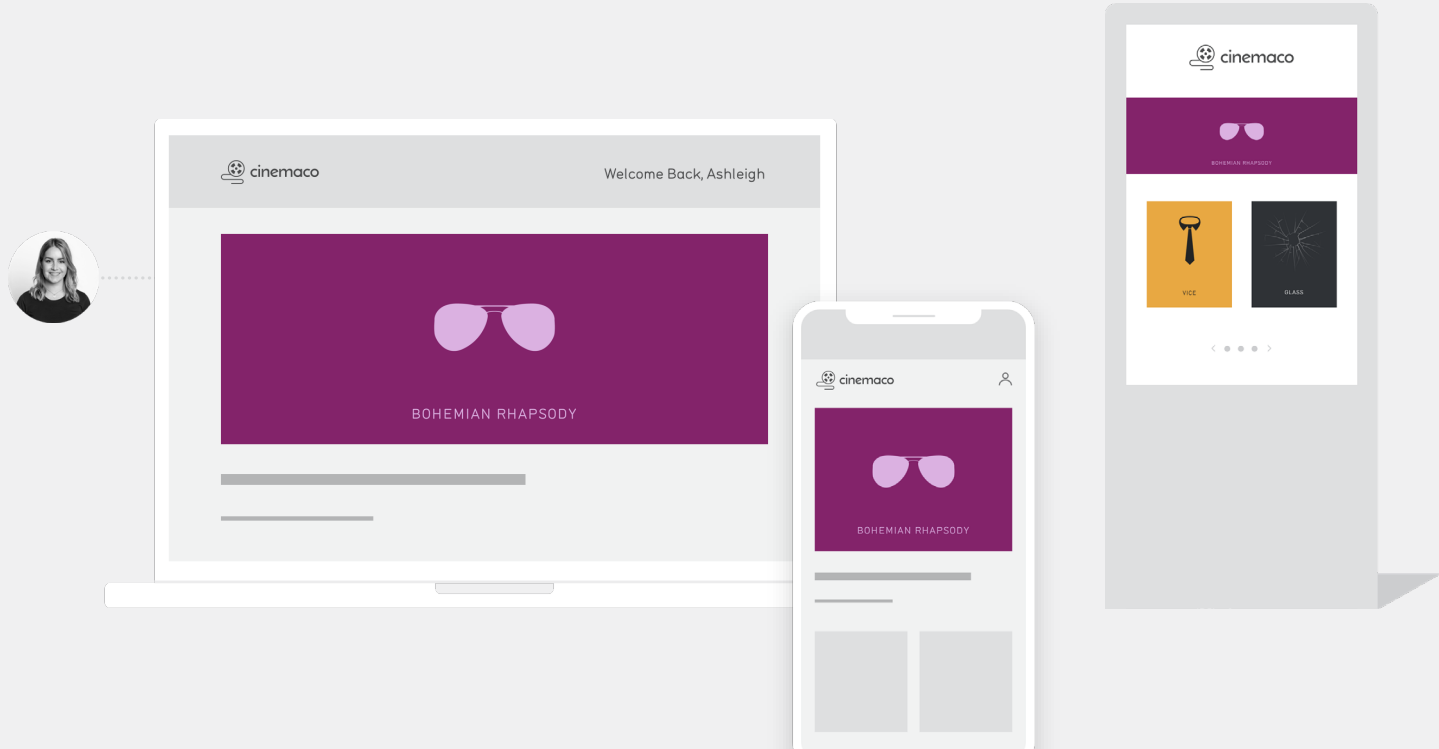 cinemaco
Welcome Back, Ashleigh
BOHEMIAN RHAPSODY
cinemaco
BOHEMIAN RHAPSODY
cinemaco
BOHEMIAN RHAPSODY
VICE
GLASS